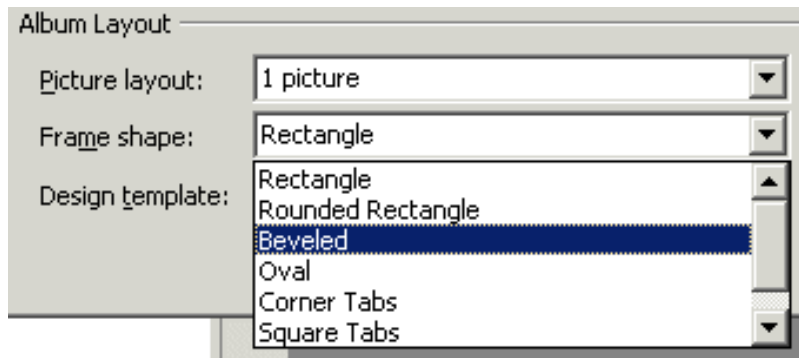 Album Layout
Picture layout: 1 picture
Frame shape: Rectangle
Design template:
Rectangle
Rounded Rectangle
Beveled
Oval
Corner Tabs
Square Tabs